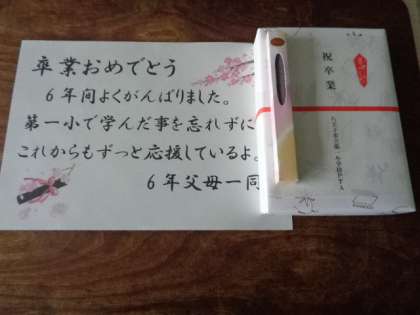 卒業おめでとう
6年間よくがんばりました。
第一小で学んだ事を忘れずに
これからもずっと応援しているよ。
6年父母一同
祝卒業